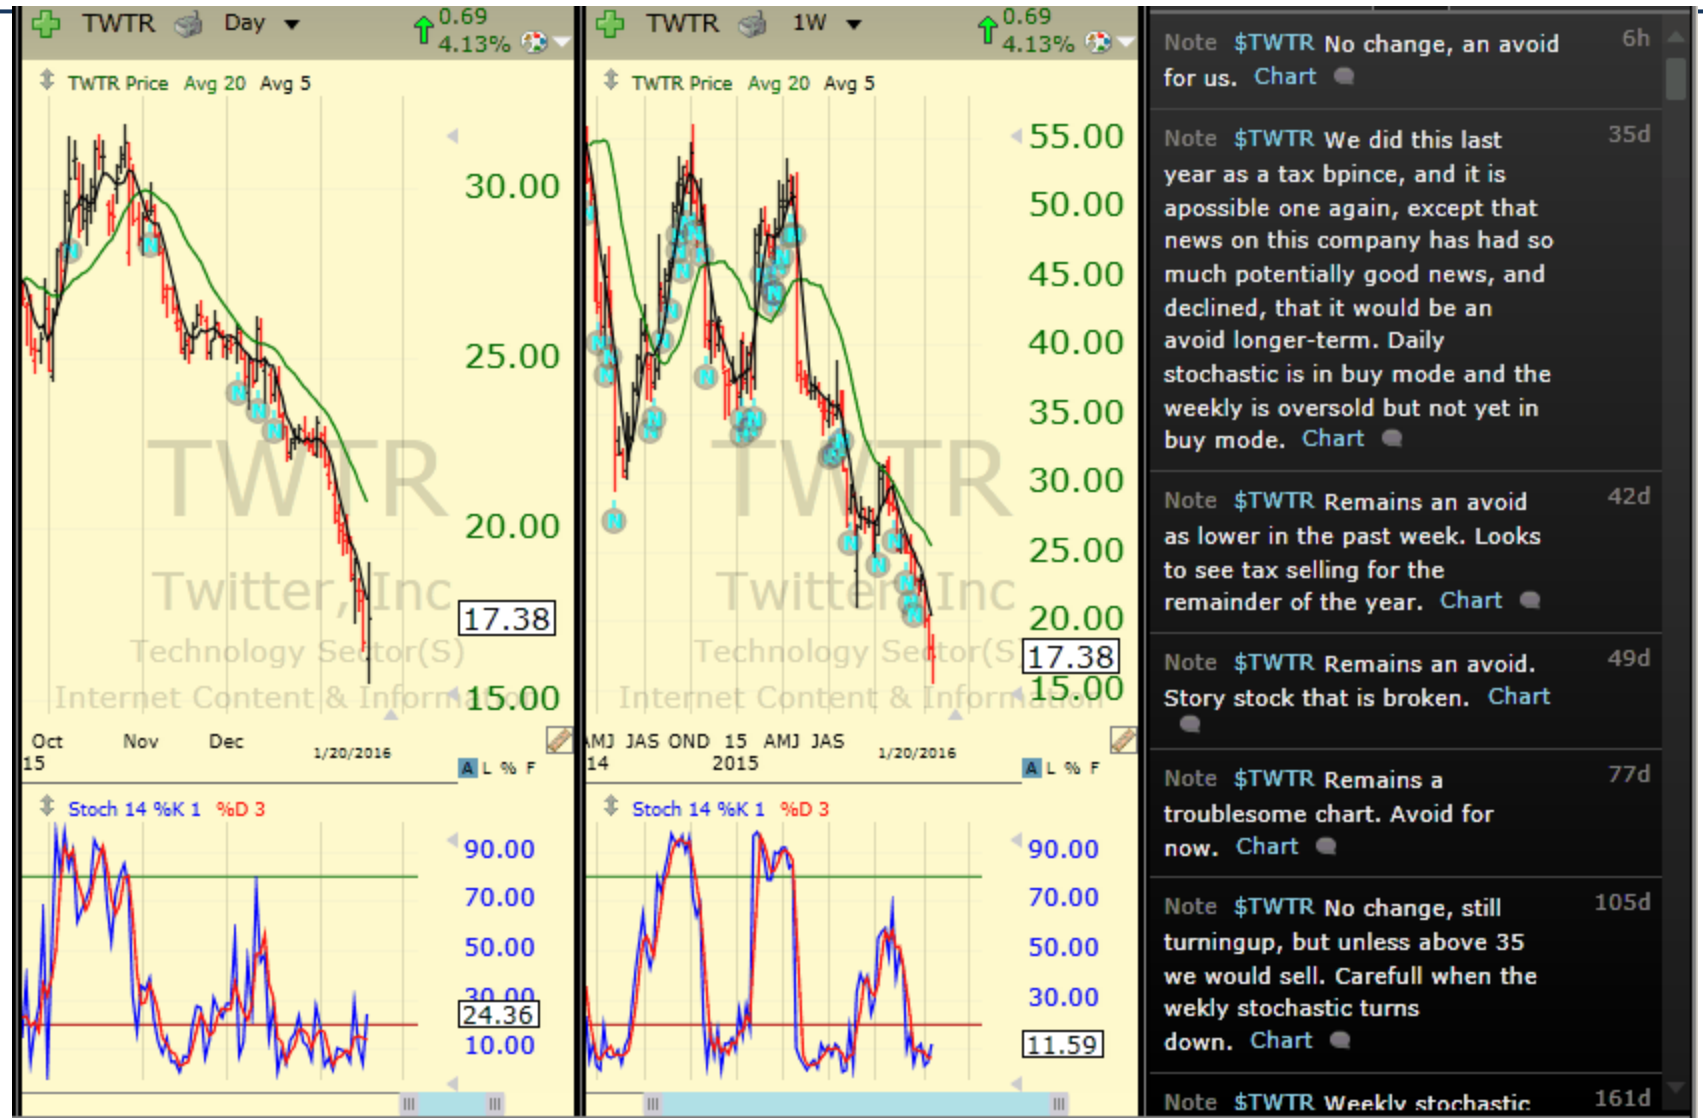 TWTR Day 0.69
4.13%
TWTR Price Avg 20 Avg 5
30.00
25.00
20.00
17.38
15.00
TWTR
Twitter, Inc
Technology Sector(S)
Internet Content & Information
Oct Nov Dec 1/20/2016
15
A L % F
Stoch 14 %K 1 %D 3
90.00
70.00
50.00
30.00
24.36
10.00
TWTR 1W 0.69
4.13%
TWTR Price Avg 20 Avg 5
55.00
50.00
45.00
40.00
35.00
30.00
25.00
20.00
17.38
15.00
TWTR
Twitter, Inc
Technology Sector(S)
Internet Content & Information
AMJ JAS OND 15 AMJ JAS 1/20/2016
14 2015
A L % F
Stoch 14 %K 1 %D 3
90.00
70.00
50.00
30.00
11.59
Note $TWTR No change, an avoid 6h
for us. Chart
Note $TWTR We did this last 35d
year as a tax bpince, and it is
apossible one again, except that
news on this company has had so
much potentially good news, and
declined, that it would be an
avoid longer-term. Daily
stochastic is in buy mode and the
weekly is oversold but not yet in
buy mode. Chart
Note $TWTR Remains an avoid 42d
as lower in the past week. Looks
to see tax selling for the
remainder of the year. Chart
Note $TWTR Remains an avoid. 49d
Story stock that is broken. Chart
Note $TWTR Remains a 77d
troublesome chart. Avoid for
now. Chart
Note $TWTR No change, still 105d
turningup, but unless above 35
we would sell. Carefull when the
wekly stochastic turns
down. Chart
Note $TWTR Weekly stochastic 161d